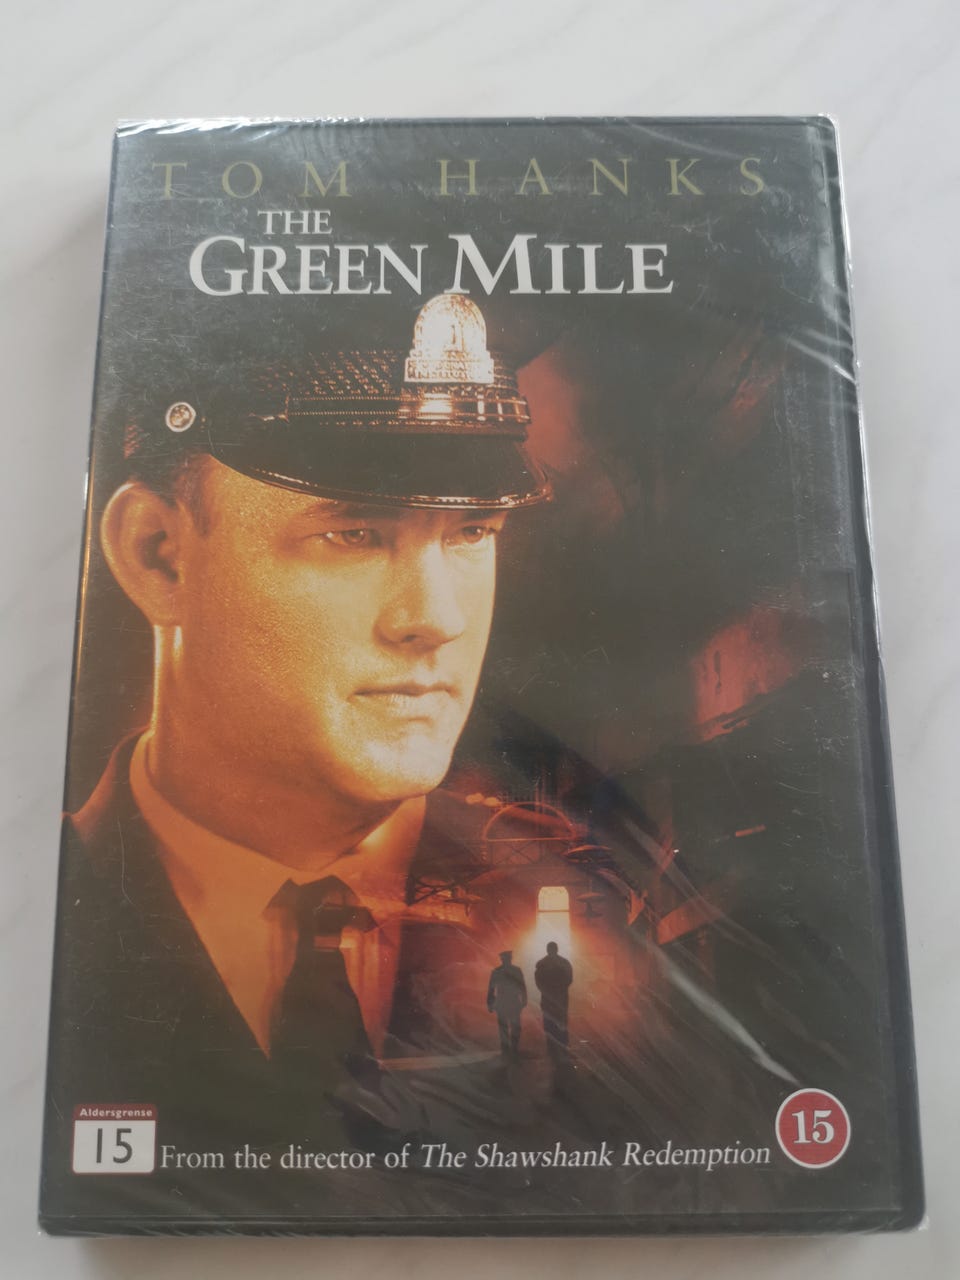 TOM HANKS
THE
GREEN MILE
Aldersgrense
15
From the director of The Shawshank Redemption
15